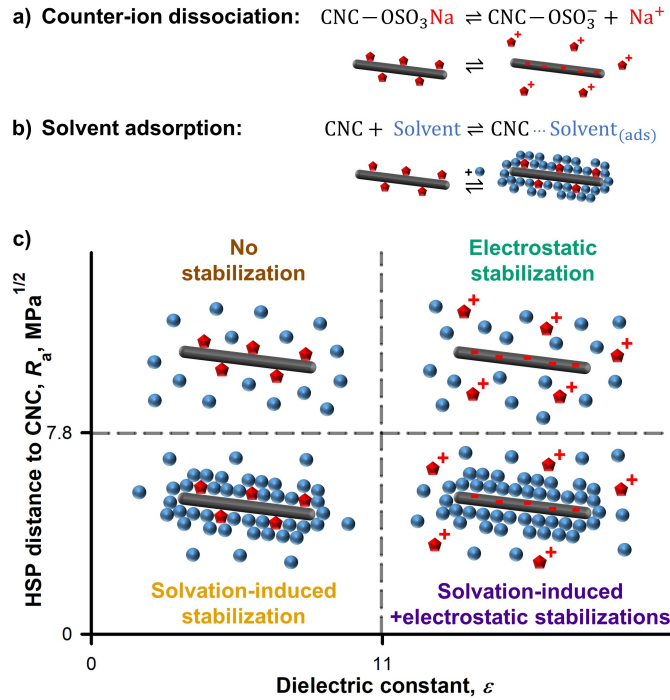 a) Counter-ion dissociation: CNC−OSO₃Na ⇌ CNC−OSO₃⁻ + Na⁺
b) Solvent adsorption: CNC + Solvent ⇌ CNC ··· Solvent₍ads₎
+
c)
No
stabilization
Electrostatic
stabilization
HSP distance to CNC, Rₐ, MPa¹ᐟ²
7.8
Solvation-induced
stabilization
Solvation-induced
+electrostatic stabilizations
0
0
11
Dielectric constant, ε